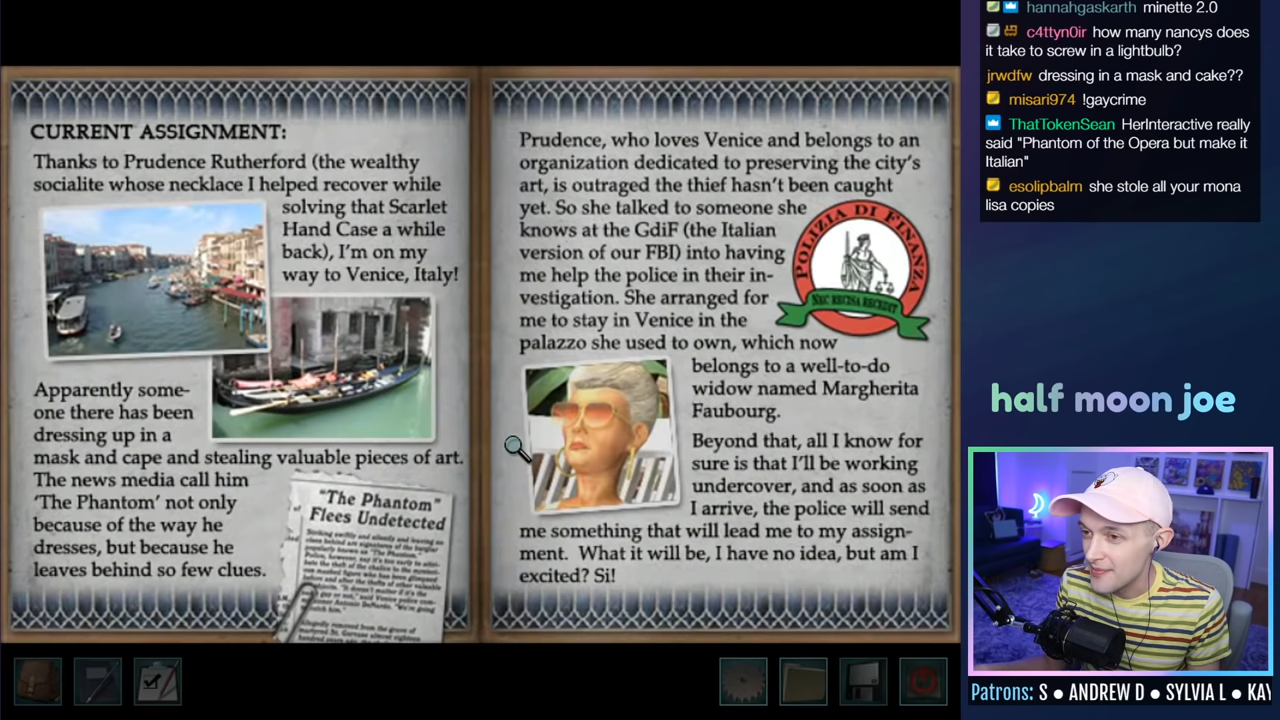 CURRENT ASSIGNMENT:
Thanks to Prudence Rutherford (the wealthy
socialite whose necklace I helped recover while
solving that Scarlet
Hand Case a while
back), I'm on my
way to Venice, Italy!
Apparently some-
one there has been
dressing up in a
mask and cape and stealing valuable pieces of art.
The news media call him
'The Phantom' not only
because of the way he
dresses, but because he
leaves behind so few clues.
"The Phantom"
Flees Undetected
Prudence, who loves Venice and belongs to an
organization dedicated to preserving the city's
art, is outraged the thief hasn't been caught
yet. So she talked to someone she
knows at the GdiF (the Italian
version of our FBI) into having
me help the police in their in-
vestigation. She arranged for
me to stay in Venice in the
palazzo she used to own, which now
POLIZIA DI FINANZA
NEC RECISA RECEDIT
belongs to a well-to-do
widow named Margherita
Faubourg.
Beyond that, all I know for
sure is that I'll be working
undercover, and as soon as
I arrive, the police will send
me something that will lead me to my assign-
ment. What it will be, I have no idea, but am I
excited? Si!
hannahgaskarth minette 2.0
c4ttyn0ir how many nancys does
it take to screw in a lightbulb?
jrwdfw dressing in a mask and cake??
misari974 !gaycrime
ThatTokenSean HerInteractive really
said "Phantom of the Opera but make it
Italian"
esolipbalm she stole all your mona
lisa copies
half moon joe
Patrons: S ● ANDREW D ● SYLVIA L ● KAY